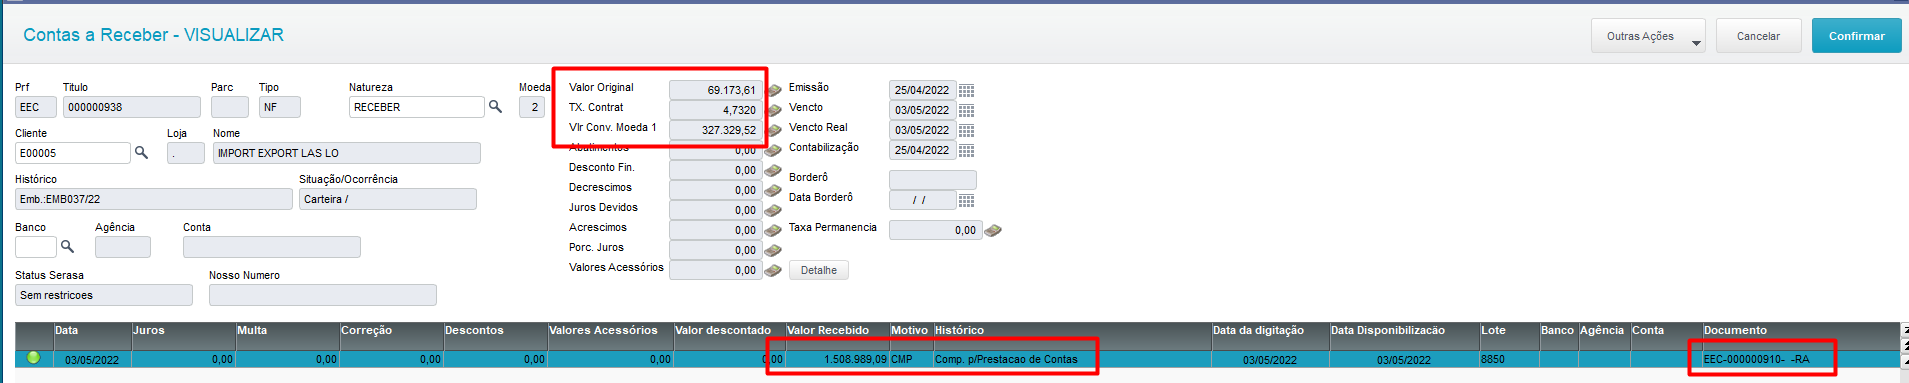 Contas a Receber - VISUALIZAR
Outras Ações
Cancelar
Confirmar
Prf Titulo Parc Tipo Natureza Moeda
EEC 000000938 NF RECEBER 2
Cliente Loja Nome
E00005 . IMPORT EXPORT LAS LO
Histórico Situação/Ocorrência
Emb.:EMB037/22 Carteira /
Banco Agência Conta
Status Serasa Nosso Numero
Sem restricoes
Valor Original 69.173,61
TX. Contrat 4,7320
Vlr Conv. Moeda 1 327.329,52
Abatimentos 0,00
Desconto Fin. 0,00
Decrescimos 0,00
Juros Devidos 0,00
Acrescimos 0,00
Porc. Juros 0,00
Valores Acessórios 0,00
Emissão 25/04/2022
Vencto 03/05/2022
Vencto Real 03/05/2022
Contabilização 25/04/2022
Borderô
Data Borderô / /
Taxa Permanencia 0,00
Detalhe
Data Juros Multa Correção Descontos Valores Acessórios Valor descontado Valor Recebido Motivo Histórico Data da digitação Data Disponibilização Lote Banco Agência Conta Documento
03/05/2022 0,00 0,00 0,00 0,00 0,00 0,00 1.508.989,09 CMP Comp. p/Prestacao de Contas 03/05/2022 03/05/2022 8850 EEC-000000910- -RA